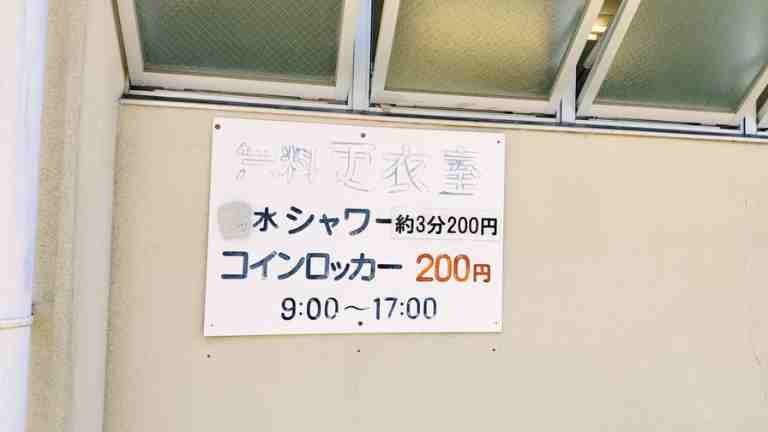 無料更衣室
水シャワー 約3分200円
コインロッカー 200円
9:00～17:00